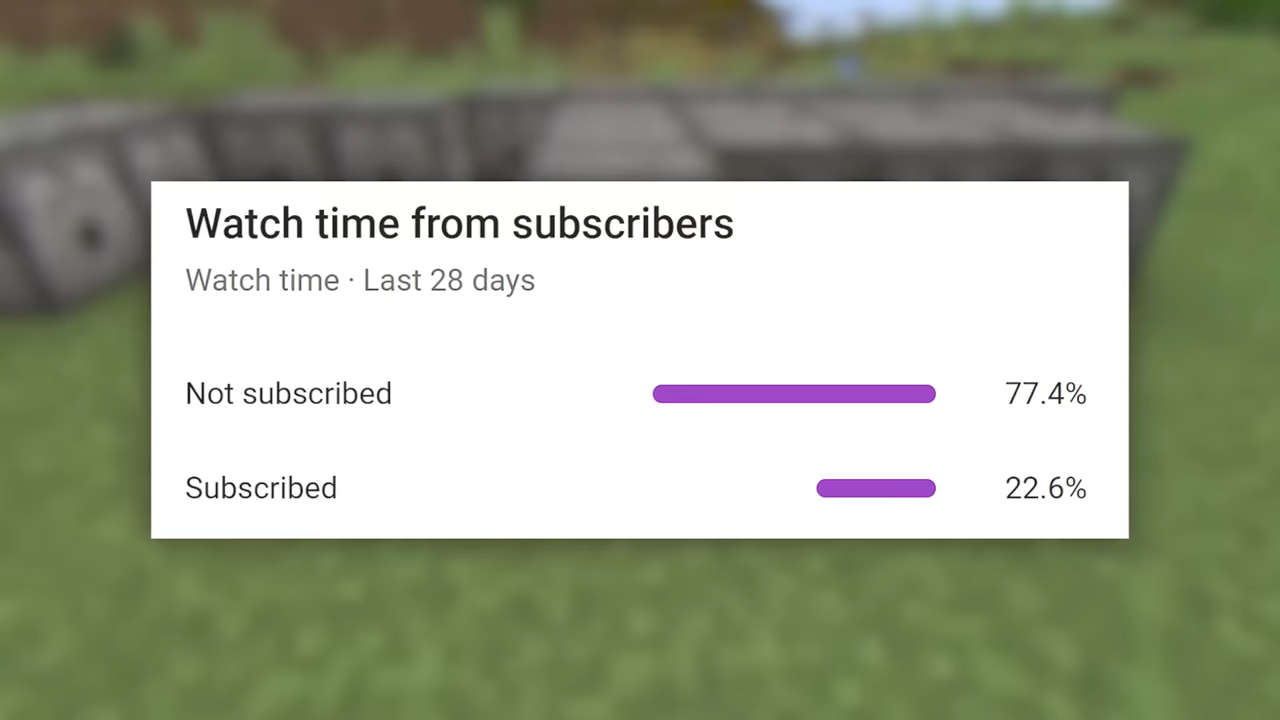 Watch time from subscribers
Watch time · Last 28 days
Not subscribed 77.4%
Subscribed 22.6%